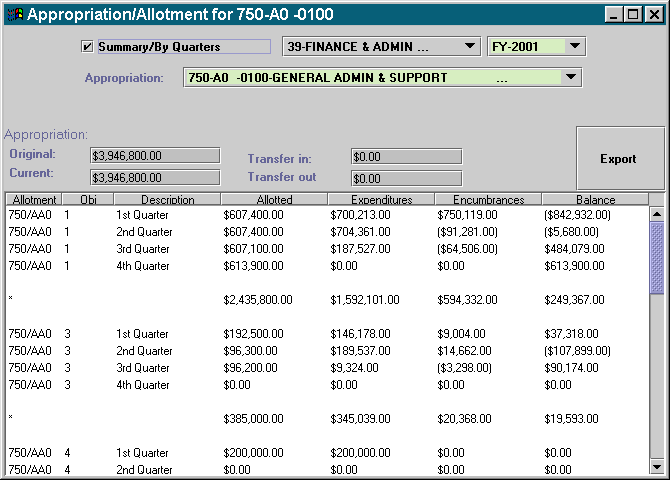 Appropriation/Allotment for 750-A0 -0100
Summary/By Quarters 39-FINANCE & ADMIN ... FY-2001
Appropriation: 750-A0 -0100-GENERAL ADMIN & SUPPORT ...
Appropriation:
Original: $3,946,800.00 Transfer in: $0.00
Current: $3,946,800.00 Transfer out $0.00
Export
Allotment Obj Description Allotted Expenditures Encumbrances Balance
750/AA0 1 1st Quarter $607,400.00 $700,213.00 $750,119.00 ($842,932.00)
750/AA0 1 2nd Quarter $607,400.00 $704,361.00 ($91,281.00) ($5,680.00)
750/AA0 1 3rd Quarter $607,100.00 $187,527.00 ($64,506.00) $484,079.00
750/AA0 1 4th Quarter $613,900.00 $0.00 $0.00 $613,900.00
* $2,435,800.00 $1,592,101.00 $594,332.00 $249,367.00
750/AA0 3 1st Quarter $192,500.00 $146,178.00 $9,004.00 $37,318.00
750/AA0 3 2nd Quarter $96,300.00 $189,537.00 $14,662.00 ($107,899.00)
750/AA0 3 3rd Quarter $96,200.00 $9,324.00 ($3,298.00) $90,174.00
750/AA0 3 4th Quarter $0.00 $0.00 $0.00 $0.00
* $385,000.00 $345,039.00 $20,368.00 $19,593.00
750/AA0 4 1st Quarter $200,000.00 $200,000.00 $0.00 $0.00
750/AA0 4 2nd Quarter $0.00 $0.00 $0.00 $0.00